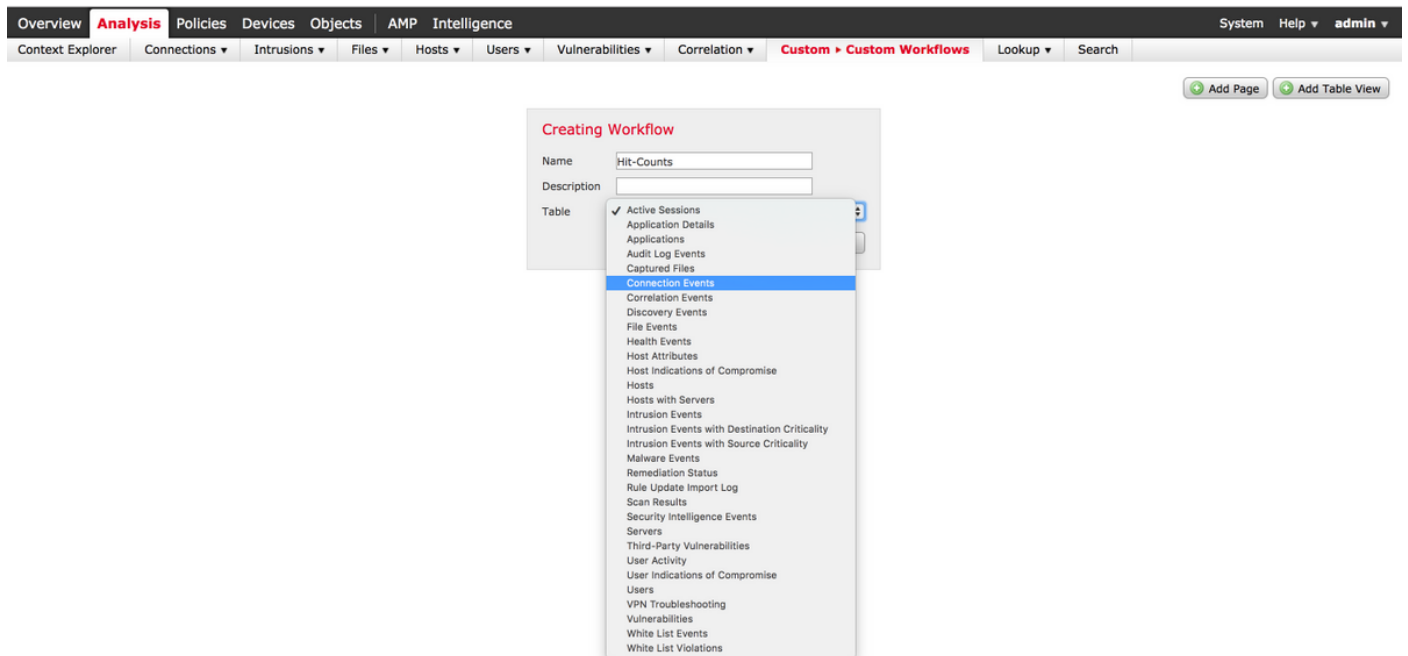 Overview Analysis Policies Devices Objects AMP Intelligence System Help ▾ admin ▾
Context Explorer Connections ▾ Intrusions ▾ Files ▾ Hosts ▾ Users ▾ Vulnerabilities ▾ Correlation ▾ Custom ▸ Custom Workflows Lookup ▾ Search
Add Page Add Table View
Creating Workflow
Name Hit-Counts
Description
Table ✓ Active Sessions
Application Details
Applications
Audit Log Events
Captured Files
Connection Events
Correlation Events
Discovery Events
File Events
Health Events
Host Attributes
Host Indications of Compromise
Hosts
Hosts with Servers
Intrusion Events
Intrusion Events with Destination Criticality
Intrusion Events with Source Criticality
Malware Events
Remediation Status
Rule Update Import Log
Scan Results
Security Intelligence Events
Servers
Third-Party Vulnerabilities
User Activity
User Indications of Compromise
Users
VPN Troubleshooting
Vulnerabilities
White List Events
White List Violations